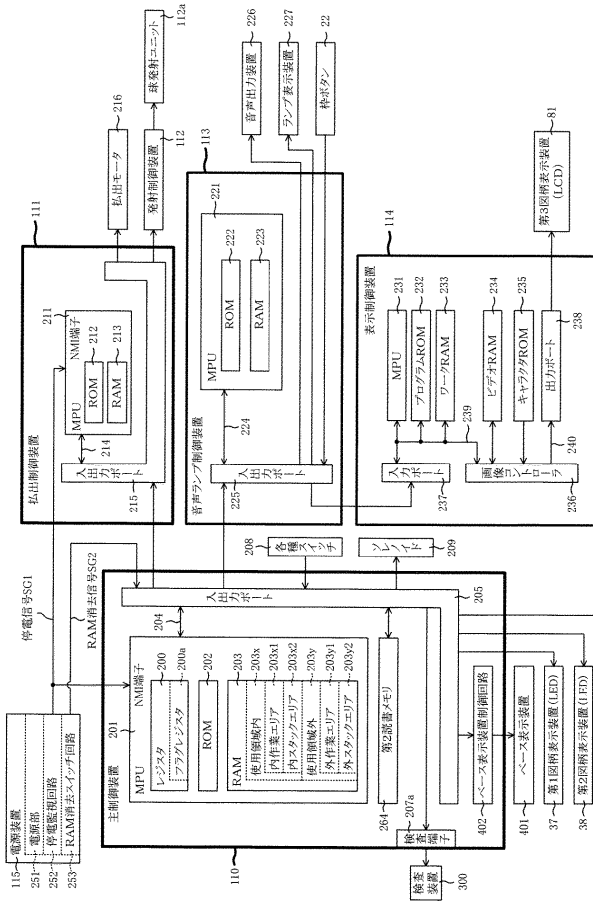 115
電源装置
251
電源部
252
停電監視回路
253
RAM消去スイッチ回路
停電信号SG1
RAM消去信号SG2
110
主制御装置
201
MPU
NMI端子
レジスタ
200
フラグレジスタ
200a
ROM
202
RAM
203
使用領域内
203x
内作業エリア
203x1
内スタックエリア
203x2
使用領域外
203y
外作業エリア
203y1
外スタックエリア
203y2
204
入出力ポート
205
264
第2読書メモリ
207a
検査端子
検査装置
300
402
ベース表示装置制御回路
401
ベース表示装置
37
第1図柄表示装置(LED)
38
第2図柄表示装置(LED)
208
各種スイッチ
ソレノイド
209
111
払出制御装置
211
MPU
NMI端子
ROM
212
RAM
213
214
入出力ポート
215
払出モータ
216
発射制御装置
112
球発射ユニット
112a
113
音声ランプ制御装置
221
MPU
ROM
222
RAM
223
224
入出力ポート
225
音声出力装置
226
ランプ表示装置
227
枠ボタン
22
114
表示制御装置
MPU
231
プログラムROM
232
ワークRAM
233
ビデオRAM
234
キャラクタROM
235
出力ポート
238
入力ポート
237
画像コントローラ
236
239
240
第3図柄表示装置
(LCD)
81